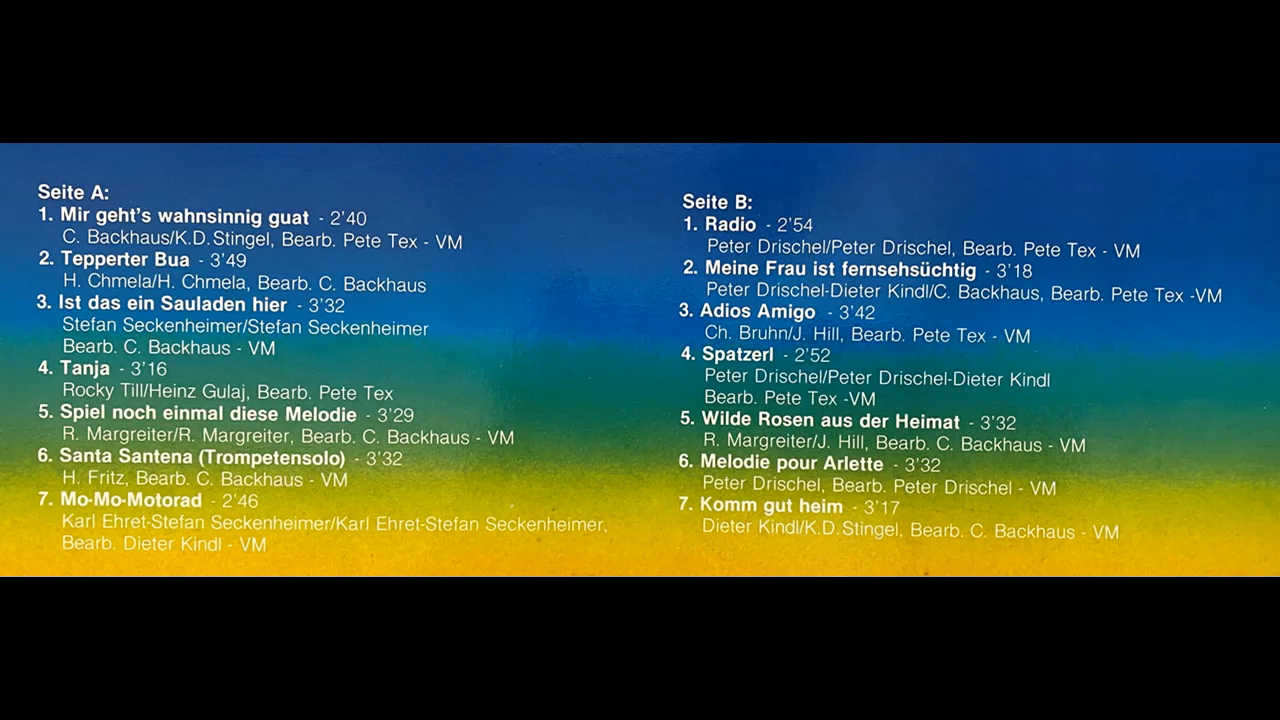 Seite A:
1. Mir geht's wahnsinnig guat - 2'40
C. Backhaus/K.D.Stingel, Bearb. Pete Tex - VM
2. Tepperter Bua - 3'49
H. Chmela/H. Chmela, Bearb. C. Backhaus
3. Ist das ein Sauladen hier - 3'32
Stefan Seckenheimer/Stefan Seckenheimer
Bearb. C. Backhaus - VM
4. Tanja - 3'16
Rocky Till/Heinz Gulaj, Bearb. Pete Tex
5. Spiel noch einmal diese Melodie - 3'29
R. Margreiter/R. Margreiter, Bearb. C. Backhaus - VM
6. Santa Santena (Trompetensolo) - 3'32
H. Fritz, Bearb. C. Backhaus - VM
7. Mo-Mo-Motorad - 2'46
Karl Ehret-Stefan Seckenheimer/Karl Ehret-Stefan Seckenheimer,
Bearb. Dieter Kindl - VM
Seite B:
1. Radio - 2'54
Peter Drischel/Peter Drischel, Bearb. Pete Tex - VM
2. Meine Frau ist fernsehsüchtig - 3'18
Peter Drischel-Dieter Kindl/C. Backhaus, Bearb. Pete Tex -VM
3. Adios Amigo - 3'42
Ch. Bruhn/J. Hill, Bearb. Pete Tex - VM
4. Spatzerl - 2'52
Peter Drischel/Peter Drischel-Dieter Kindl
Bearb. Pete Tex -VM
5. Wilde Rosen aus der Heimat - 3'32
R. Margreiter/J. Hill, Bearb. C. Backhaus - VM
6. Melodie pour Arlette - 3'32
Peter Drischel, Bearb. Peter Drischel - VM
7. Komm gut heim - 3'17
Dieter Kindl/K.D.Stingel, Bearb. C. Backhaus - VM